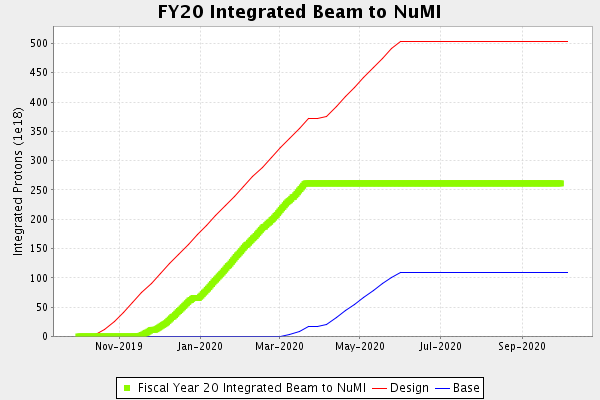 FY20 Integrated Beam to NuMI
Integrated Protons (1e18)
500
450
400
350
300
250
200
150
100
50
0
Nov-2019 Jan-2020 Mar-2020 May-2020 Jul-2020 Sep-2020
Fiscal Year 20 Integrated Beam to NuMI Design Base